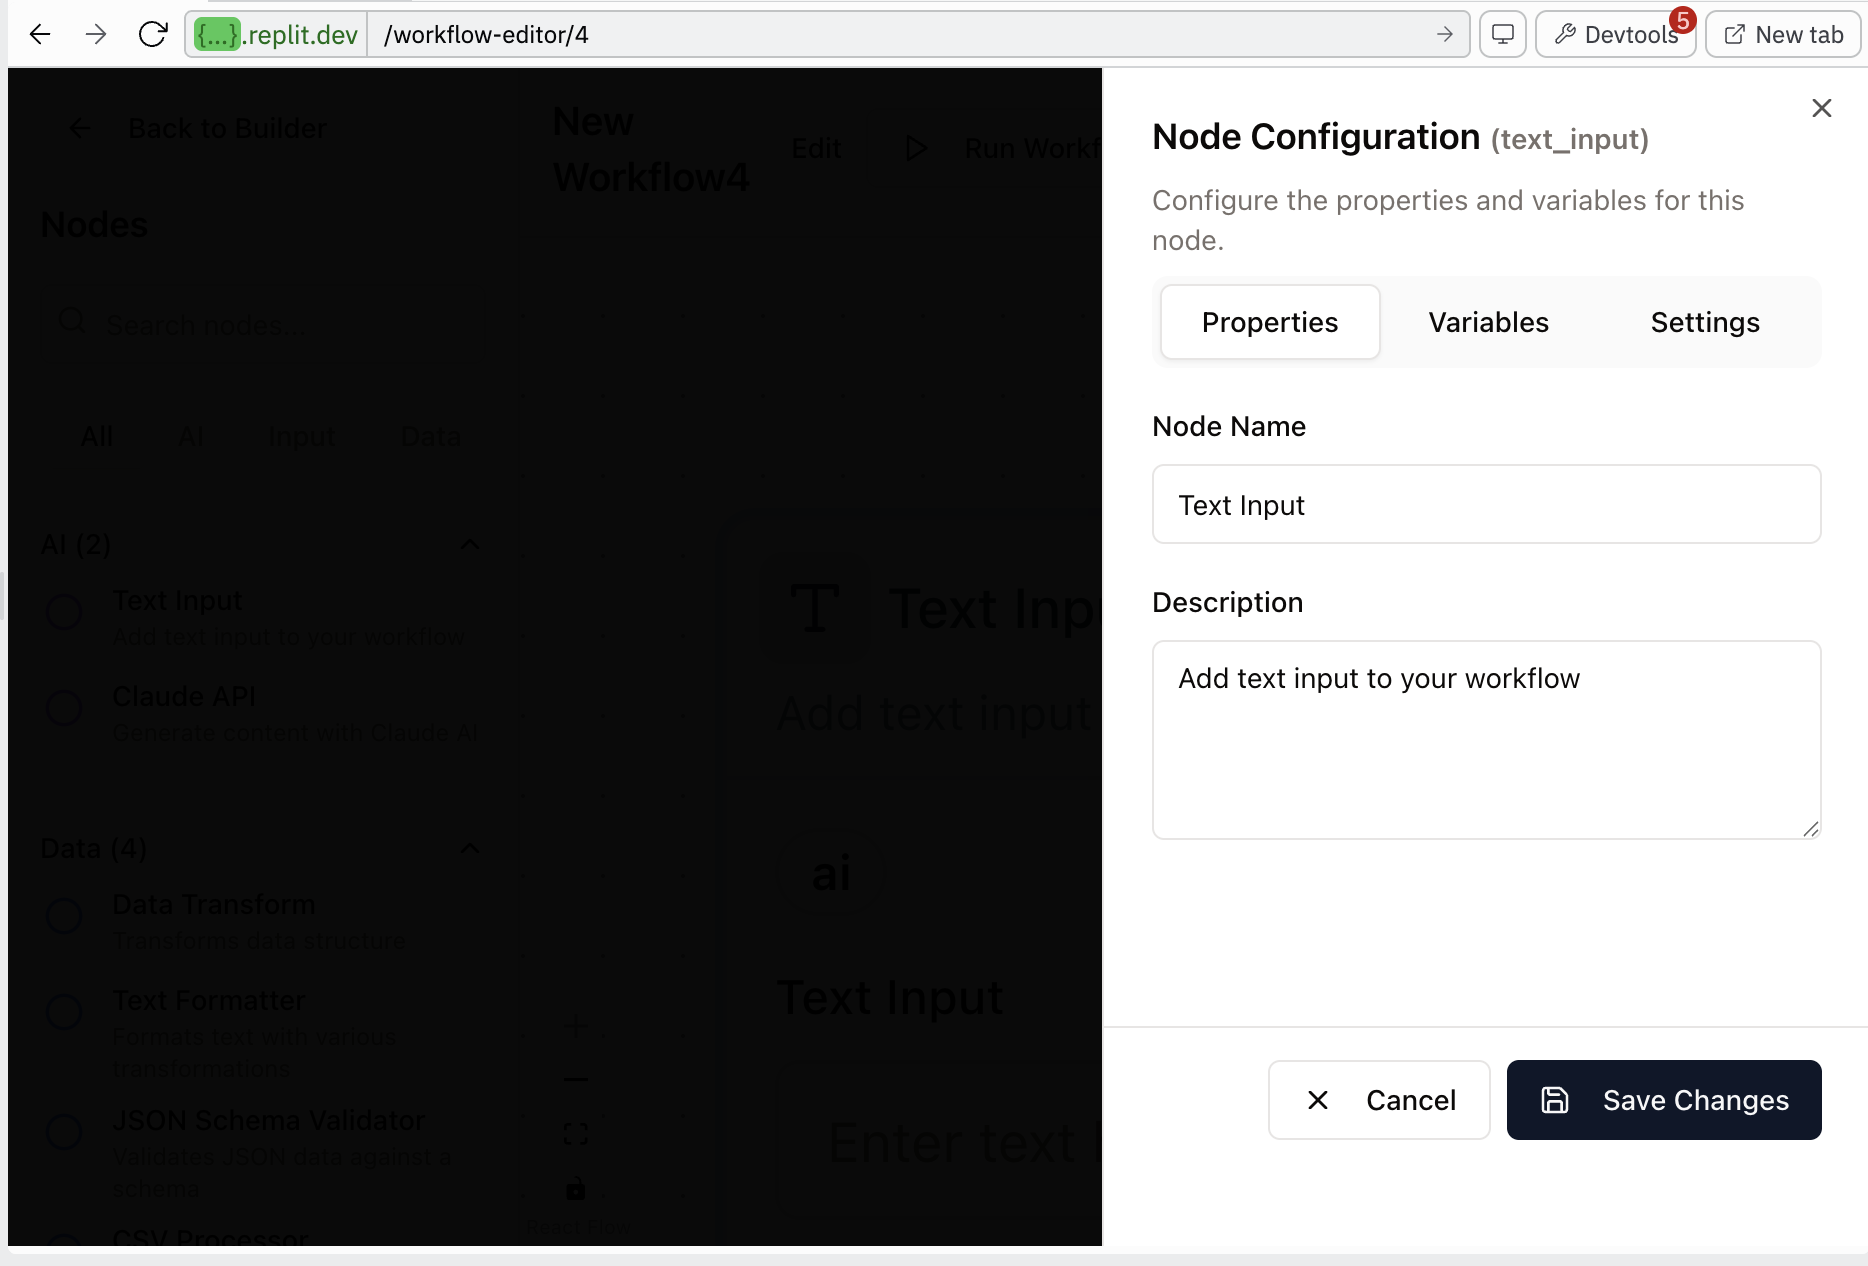 {...}.replit.dev
/workflow-editor/4
Devtools
5
New tab
Back to Builder
New
Workflow4
Edit
Run Workf
Nodes
Search nodes...
All
AI
Input
Data
AI (2)
Text Input
Add text input to your workflow
Claude API
Generate content with Claude AI
Data (4)
Data Transform
Transforms data structure
Text Formatter
Formats text with various
transformations
JSON Schema Validator
Validates JSON data against a
schema
CSV Processor
T
Text Inp
Add text input
ai
Text Input
Enter text
React Flow
Node Configuration (text_input)
Configure the properties and variables for this
node.
Properties
Variables
Settings
Node Name
Text Input
Description
Add text input to your workflow
Cancel
Save Changes